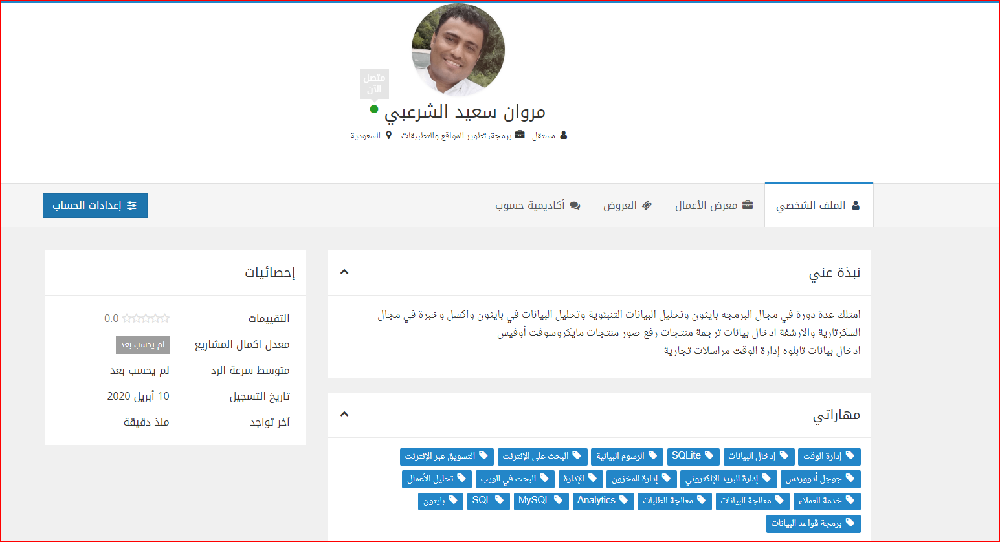 متصل
الآن
مروان سعيد الشرعبي
مستقل برمجة، تطوير المواقع والتطبيقات السعودية
الملف الشخصي معرض الأعمال العروض أكاديمية حسوب إعدادات الحساب
نبذة عني
امتلك عدة دورة في مجال البرمجه بايثون وتحليل البيانات التنبئوية وتحليل البيانات في بايثون واكسل وخبرة في مجال
السكرتارية والارشفة ادخال بيانات ترجمة منتجات رفع صور منتجات مايكروسوفت أوفيس
ادخال بيانات تابلوه إدارة الوقت مراسلات تجارية
مهاراتي
إدارة الوقت إدخال البيانات SQLite الرسوم البيانية البحث على الإنترنت التسويق عبر الإنترنت
جوجل أدووردس إدارة البريد الإلكتروني إدارة المخزون الإدارة البحث في الويب تحليل الأعمال
خدمة العملاء معالجة البيانات معالجة الطلبات Analytics MySQL SQL بايثون
برمجة قواعد البيانات
إحصائيات
التقييمات 0.0
معدل اكمال المشاريع لم يحسب بعد
متوسط سرعة الرد لم يحسب بعد
تاريخ التسجيل 10 أبريل 2020
آخر تواجد منذ دقيقة